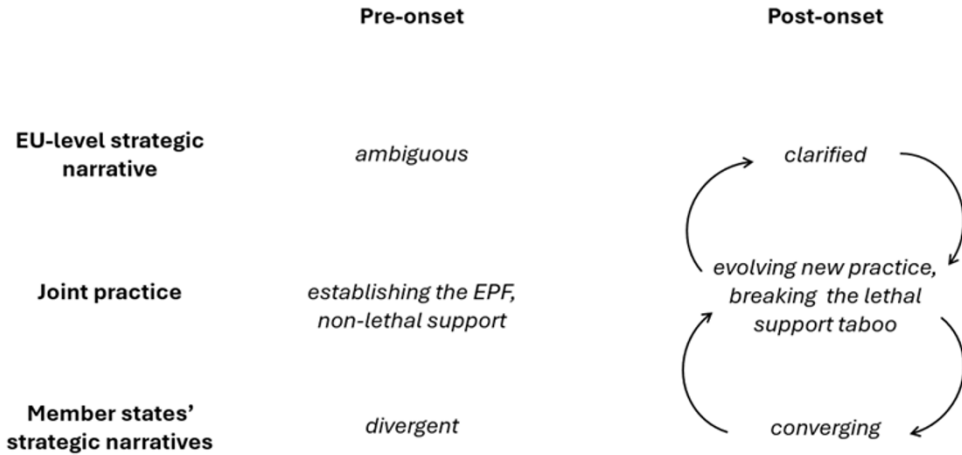 Pre-onset
Post-onset
EU-level strategic
narrative
ambiguous
clarified
Joint practice
establishing the EPF,
non-lethal support
evolving new practice,
breaking the lethal
support taboo
Member states’
strategic narratives
divergent
converging